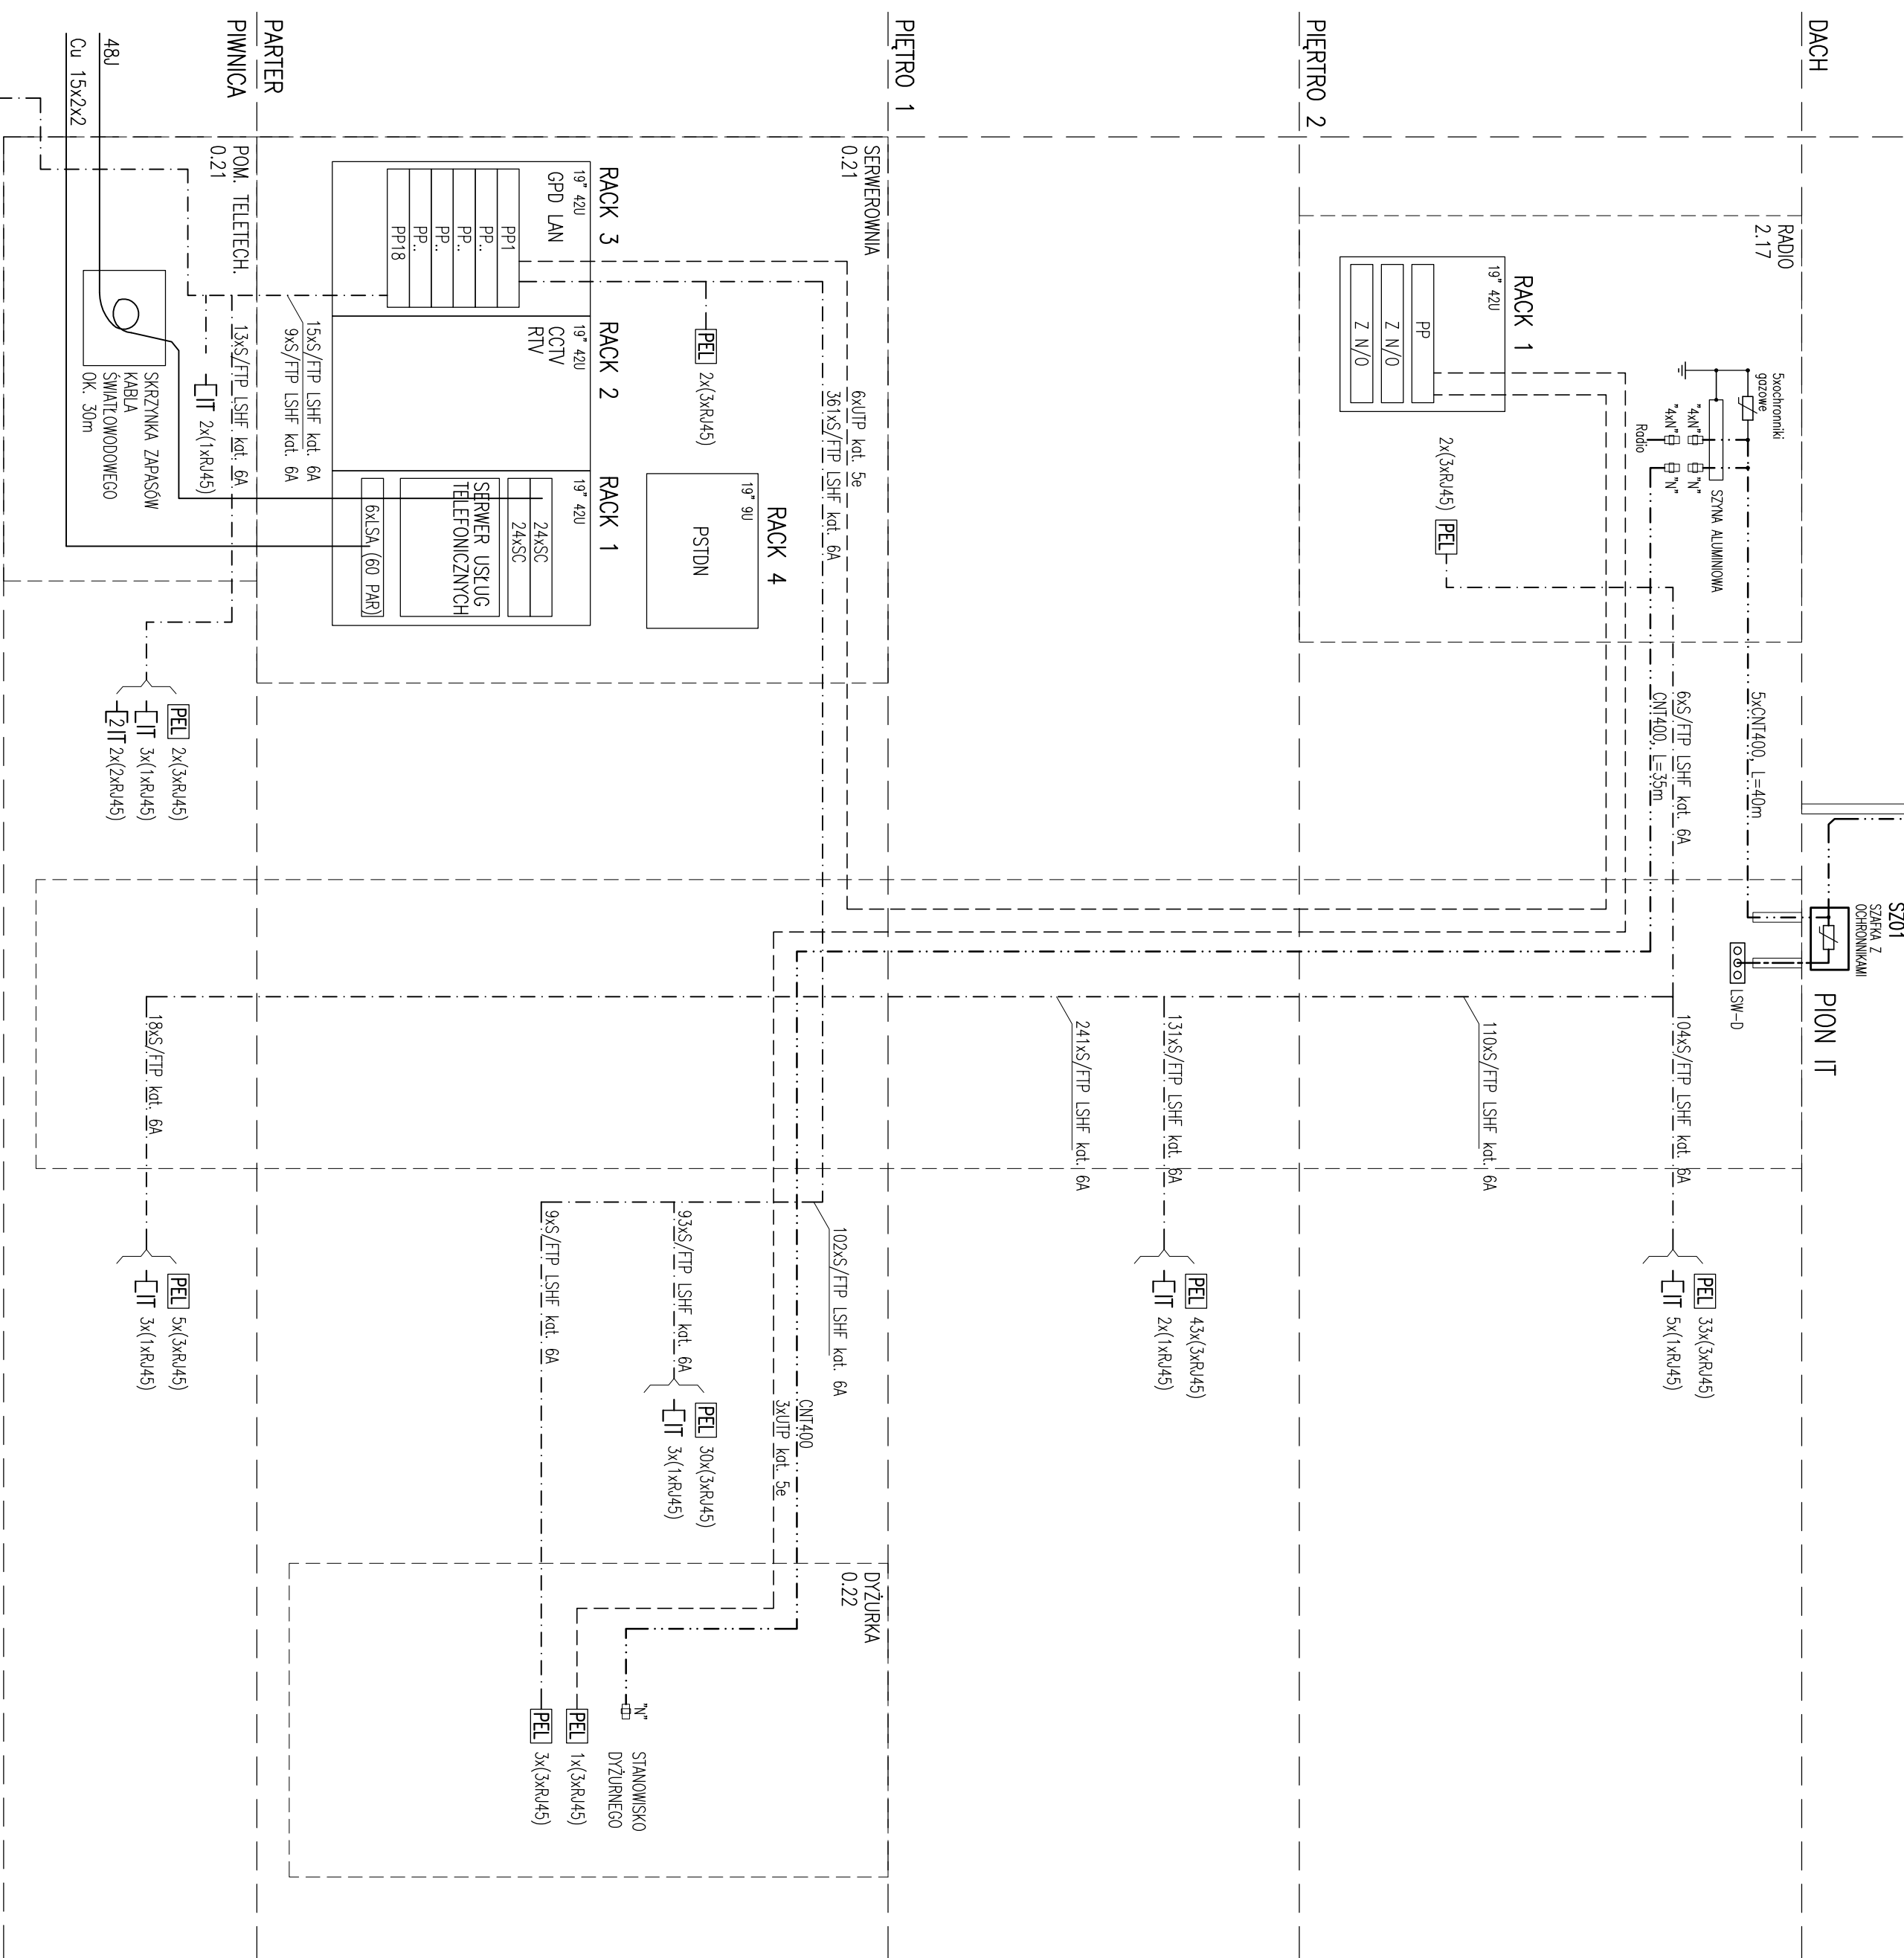 DACH
SZ01
SZAFKA Z
OCHRONNIKAMI
PION IT
LSW-D
RADIO
2.17
5xochronniki
gazowe
"4xN"
"4xN"
"N"
"N"
Radio
SZYNA ALUMINIOWA
5xCNT400, L=40m
6xS/FTP LSHF kat. 6A
CNT400, L=35m
104xS/FTP LSHF kat. 6A
PEL 33x(3xRJ45)
IT 5x(1xRJ45)
RACK 1
19" 42U
PP
Z N/O
Z N/O
2x(3xRJ45) PEL
110xS/FTP LSHF kat. 6A
PIĘRTRO 2
131xS/FTP LSHF kat. 6A
PEL 43x(3xRJ45)
IT 2x(1xRJ45)
241xS/FTP LSHF kat. 6A
PIĘTRO 1
SERWEROWNIA
0.21
6xUTP kat. 5e
361xS/FTP LSHF kat. 6A
DYŻURKA
0.22
102xS/FTP LSHF kat. 6A
CNT400
3xUTP kat. 5e
RACK 4
19" 9U
PSTDN
PEL 2x(3xRJ45)
93xS/FTP LSHF kat. 6A
PEL 30x(3xRJ45)
IT 3x(1xRJ45)
"N"
STANOWISKO
DYŻURNEGO
PEL 1x(3xRJ45)
9xS/FTP LSHF kat. 6A
PEL 3x(3xRJ45)
RACK 3
RACK 2
RACK 1
19" 42U
GPD LAN
19" 42U
CCTV
RTV
19" 42U
PP1
PP..
PP..
PP..
PP..
PP18
24xSC
24xSC
SERWER USŁUG
TELEFONICZNYCH
6xLSA (60 PAR)
15xS/FTP LSHF kat. 6A
9xS/FTP LSHF kat. 6A
PARTER
PIWNICA
POM. TELETECH.
0.21
13xS/FTP LSHF kat. 6A
IT 2x(1xRJ45)
SKRZYNKA ZAPASÓW
KABLA
ŚWIATŁOWODOWEGO
OK. 30m
48J
Cu 15x2x2
PEL 2x(3xRJ45)
IT 3x(1xRJ45)
2 IT 2x(2xRJ45)
18xS/FTP kat. 6A
PEL 5x(3xRJ45)
IT 3x(1xRJ45)